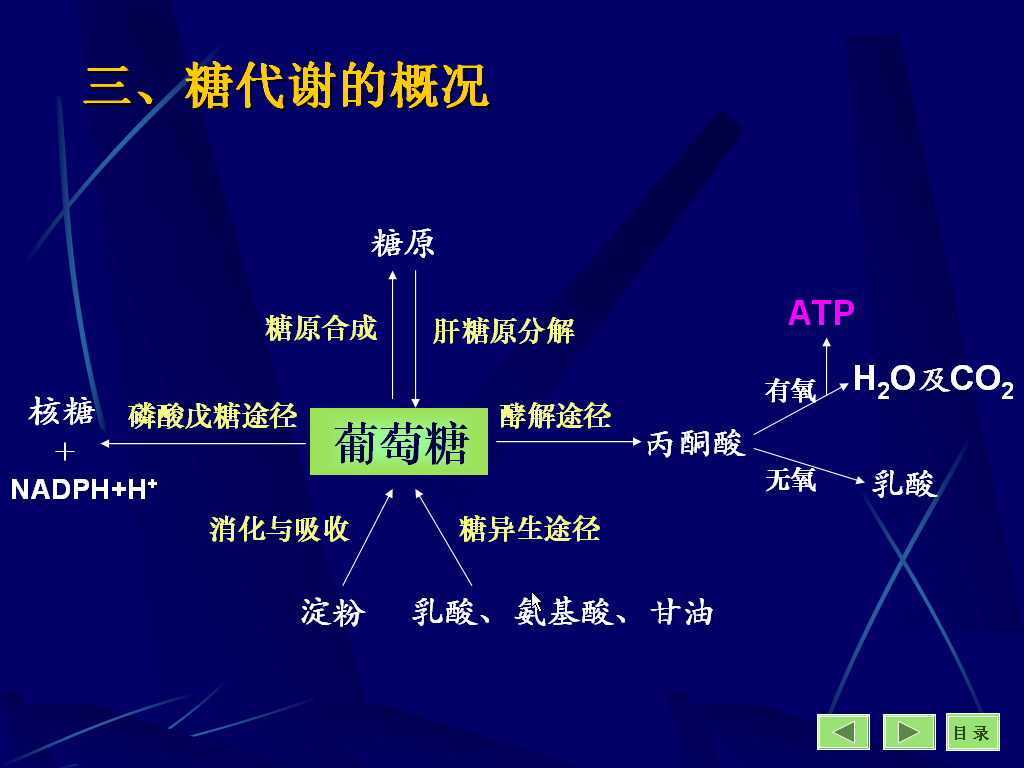 三、糖代谢的概况
糖原
糖原合成
肝糖原分解
ATP
有氧
H₂O及CO₂
核糖
+
NADPH+H⁺
磷酸戊糖途径
葡萄糖
酵解途径
丙酮酸
无氧
乳酸
消化与吸收
糖异生途径
淀粉
乳酸、氨基酸、甘油
目录